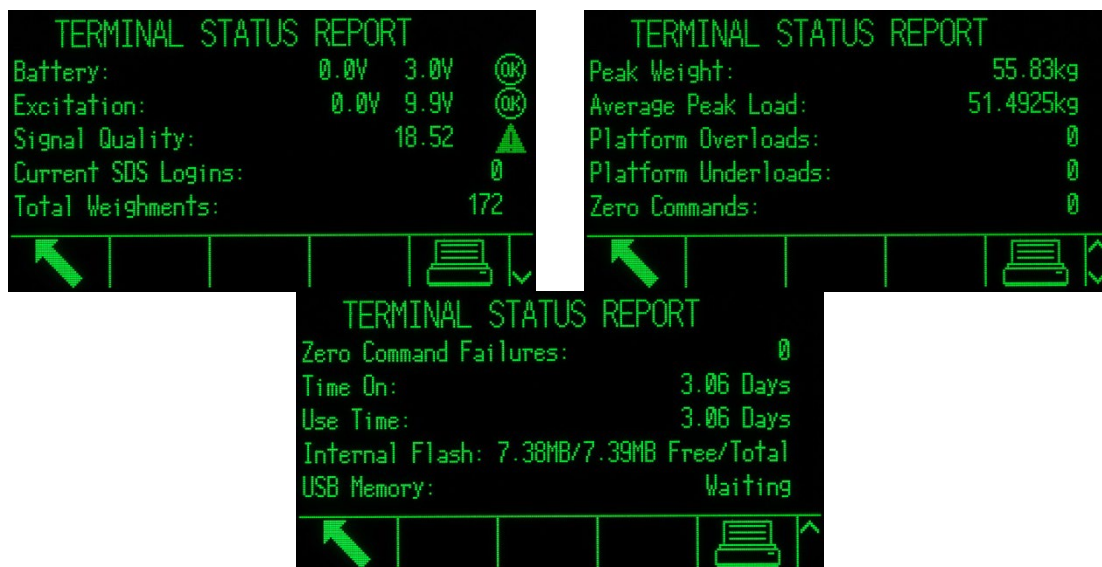 TERMINAL STATUS REPORT
Battery: 0.0V 3.0V OK
Excitation: 0.0V 9.9V OK
Signal Quality: 18.52
Current SDS Logins: 0
Total Weighments: 172
TERMINAL STATUS REPORT
Peak Weight: 55.83kg
Average Peak Load: 51.4925kg
Platform Overloads: 0
Platform Underloads: 0
Zero Commands: 0
TERMINAL STATUS REPORT
Zero Command Failures: 0
Time On: 3.06 Days
Use Time: 3.06 Days
Internal Flash: 7.38MB/7.39MB Free/Total
USB Memory: Waiting